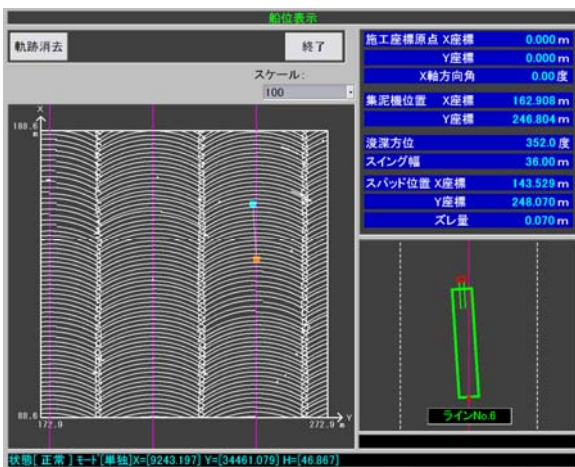 船位表示
軌跡消去
終了
スケール:
100
X
188.6
m
88.6
172.9
272.9 m
Y
施工座標原点 X座標 0.000 m
Y座標 0.000 m
X軸方向角 0.00 度
集泥機位置 X座標 162.908 m
Y座標 246.804 m
浚渫方位 352.0 度
スイング幅 36.00 m
スパッド位置 X座標 143.529 m
Y座標 248.070 m
ズレ量 0.070 m
ラインNo.6
状態[ 正常 ] モード[単独]X=[9243.197] Y=[34461.079] H=[46.867]